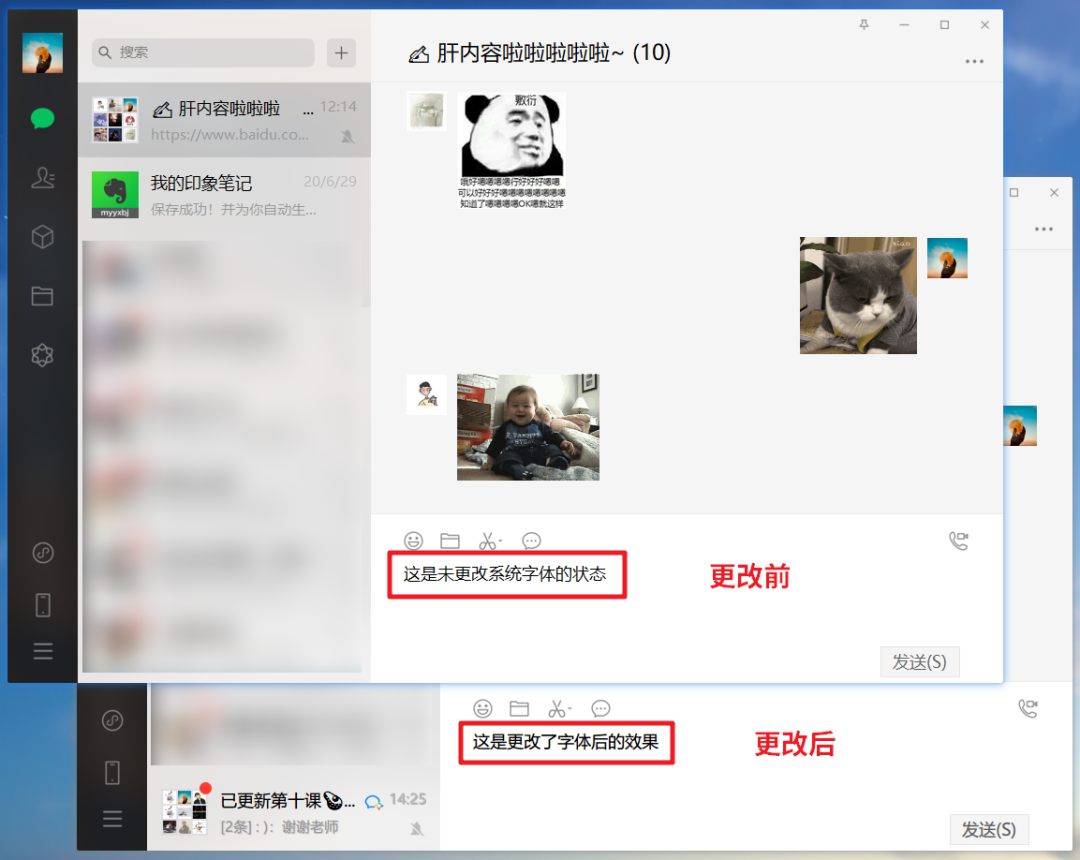 搜索
肝内容啦啦啦啦啦~ (10)
肝内容啦啦啦 ... 12:14
https://www.baidu.co...
我的印象笔记 20/6/29
保存成功！并为你自动生...
myyxbj
敷衍
哦好嗯嗯嗯嗯行好好好嗯嗯
可以好好好嗯嗯嗯嗯嗯嗯嗯嗯
知道了嗯嗯嗯嗯OK嗯就这样
这是未更改系统字体的状态
更改前
发送(S)
这是更改了字体后的效果
更改后
已更新第十课... 14:25
[2条] : ):  谢谢老师
发送(S)